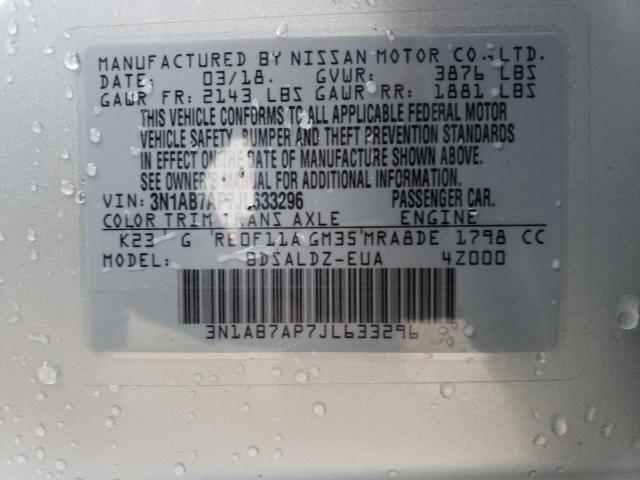 MANUFACTURED BY NISSAN MOTOR CO.,LTD.
DATE: 03/18. GVWR: 3876 LBS
GAWR FR: 2143 LBS GAWR RR: 1881 LBS
THIS VEHICLE CONFORMS TO ALL APPLICABLE FEDERAL MOTOR
VEHICLE SAFETY, BUMPER AND THEFT PREVENTION STANDARDS
IN EFFECT ON THE DATE OF MANUFACTURE SHOWN ABOVE.
SEE OWNER'S MANUAL FOR ADDITIONAL INFORMATION.
VIN: 3N1AB7AP7JL633296 PASSENGER CAR.
COLOR TRIM TRANS AXLE ENGINE
K23 G RE0F11A GM35 MRA8DE 1798 CC
MODEL: BDSALDZ-EUA 4Z000
3N1AB7AP7JL633296